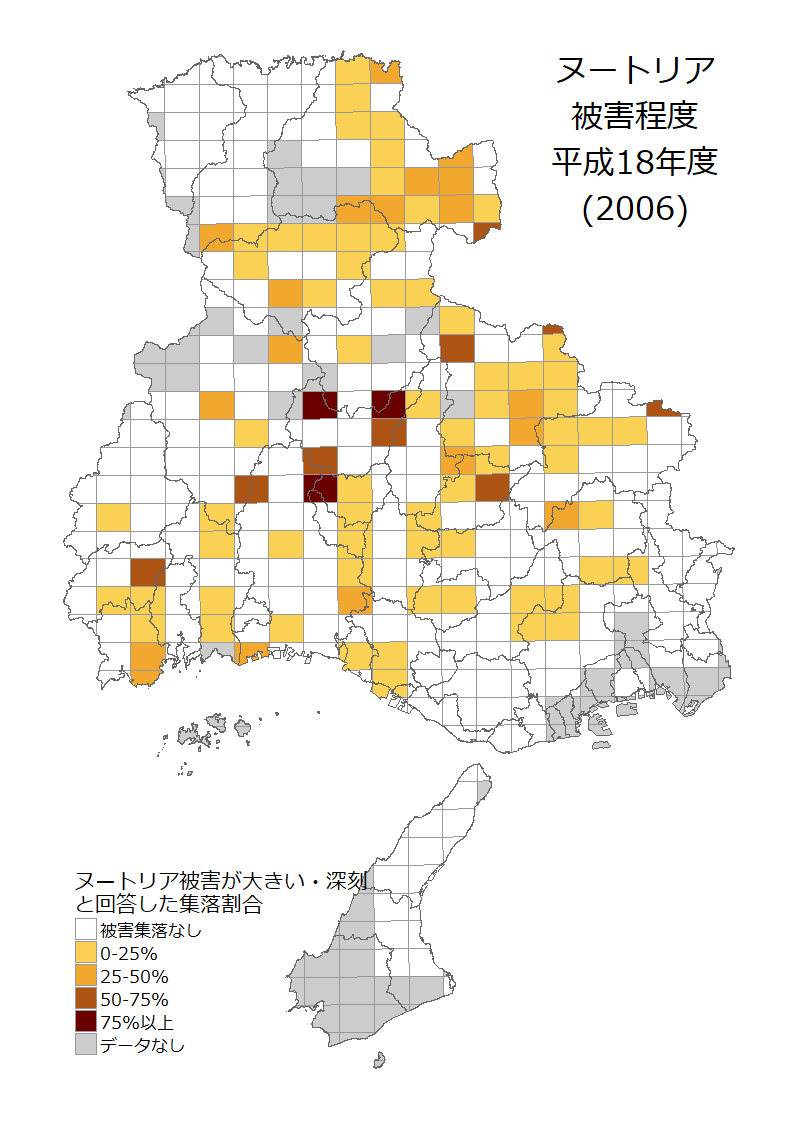 ヌートリア
被害程度
平成18年度
(2006)
ヌートリア被害が大きい・深刻
と回答した集落割合
被害集落なし
0-25%
25-50%
50-75%
75%以上
データなし